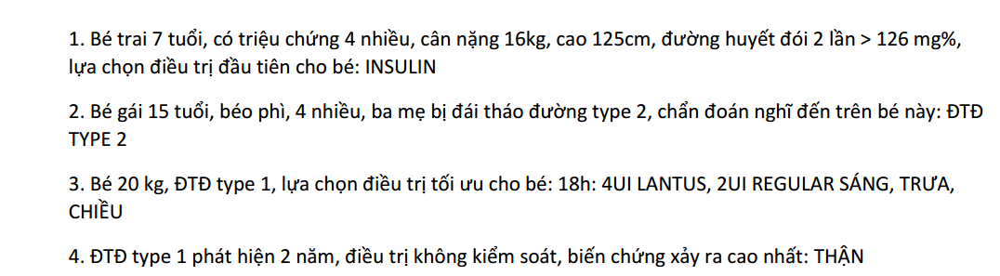 1. Bé trai 7 tuổi, có triệu chứng 4 nhiều, cân nặng 16kg, cao 125cm, đường huyết đói 2 lần > 126 mg%,
lựa chọn điều trị đầu tiên cho bé: INSULIN
2. Bé gái 15 tuổi, béo phì, 4 nhiều, ba mẹ bị đái tháo đường type 2, chẩn đoán nghĩ đến trên bé này: ĐTĐ
TYPE 2
3. Bé 20 kg, ĐTĐ type 1, lựa chọn điều trị tối ưu cho bé: 18h: 4UI LANTUS, 2UI REGULAR SÁNG, TRƯA,
CHIỀU
4. ĐTĐ type 1 phát hiện 2 năm, điều trị không kiểm soát, biến chứng xảy ra cao nhất: THẬN